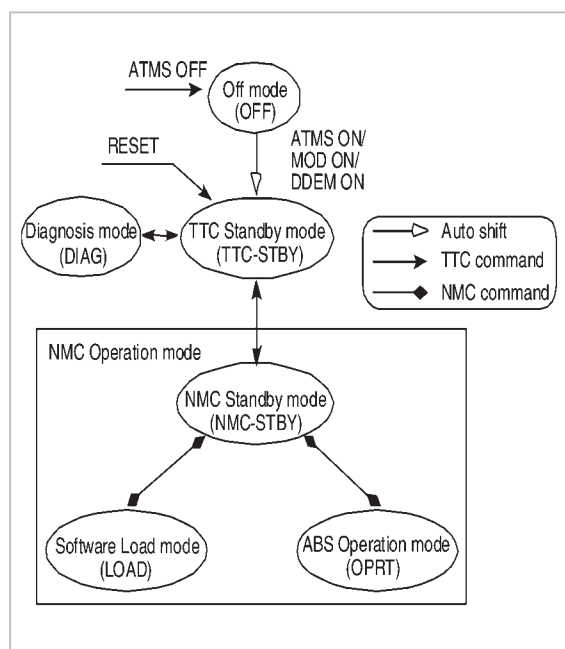 ATMS OFF
Off mode
(OFF)
ATMS ON/
MOD ON/
DDEM ON
RESET
Diagnosis mode
(DIAG)
TTC Standby mode
(TTC-STBY)
Auto shift
TTC command
NMC command
NMC Operation mode
NMC Standby mode
(NMC-STBY)
Software Load mode
(LOAD)
ABS Operation mode
(OPRT)